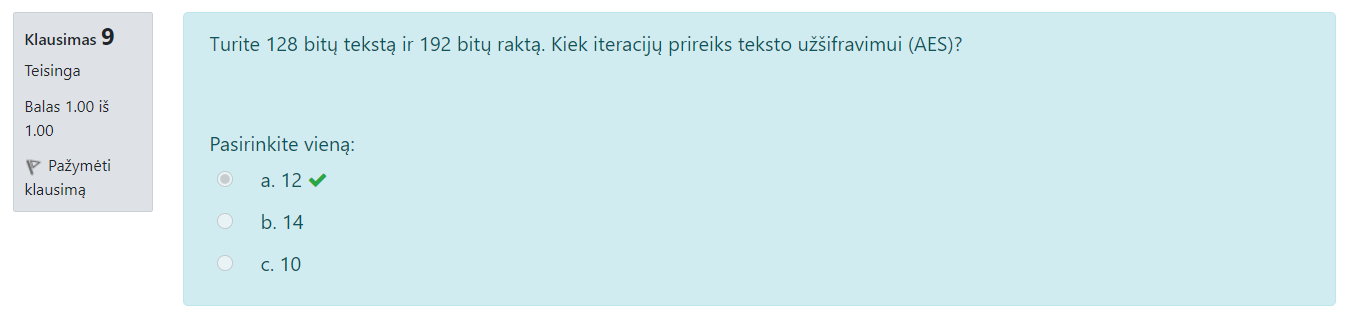 Klausimas 9
Teisinga
Balas 1.00 iš
1.00
Pažymėti
klausimą
Turite 128 bitų tekstą ir 192 bitų raktą. Kiek iteracijų prireiks teksto užšifravimui (AES)?
Pasirinkite vieną:
a. 12
b. 14
c. 10